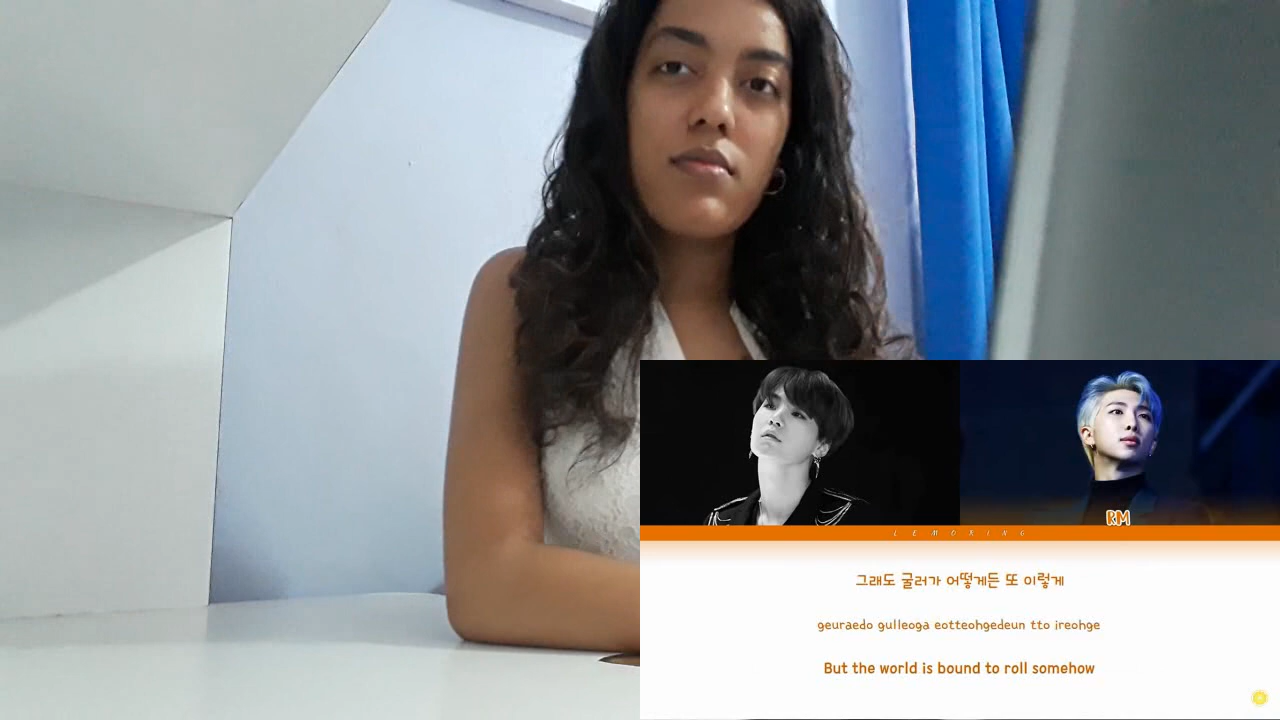 RM
L E M O R I N G
그래도 굴러가 어떻게든 또 이렇게
geuraedo gulleoga eotteohgedeun tto ireohge
But the world is bound to roll somehow